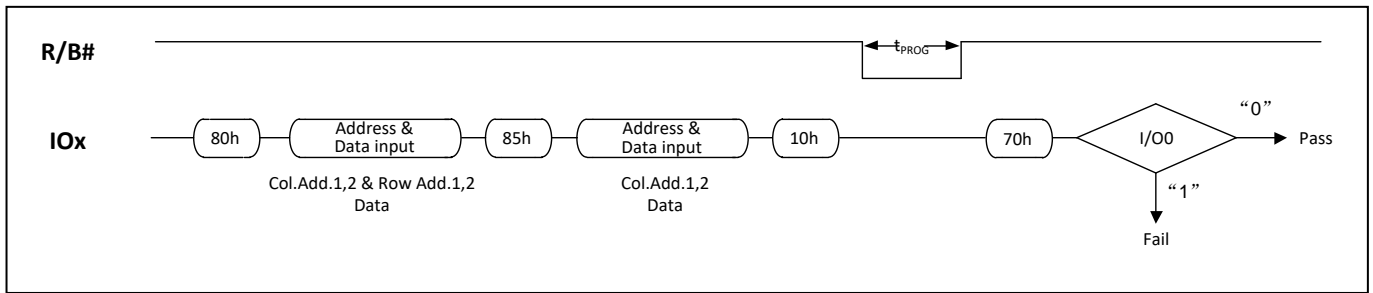 R/B#
tPROG
IOx
80h
Address &
Data input
85h
Address &
Data input
10h
70h
I/O0
“0”
Pass
Col.Add.1,2 & Row Add.1,2
Data
Col.Add.1,2
Data
“1”
Fail